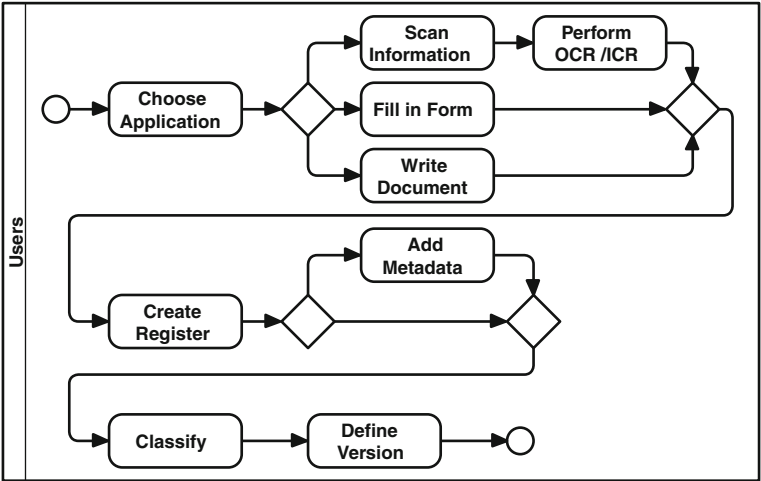 Users
Choose
Application
Scan
Information
Perform
OCR /ICR
Fill in Form
Write
Document
Add
Metadata
Create
Register
Classify
Define
Version